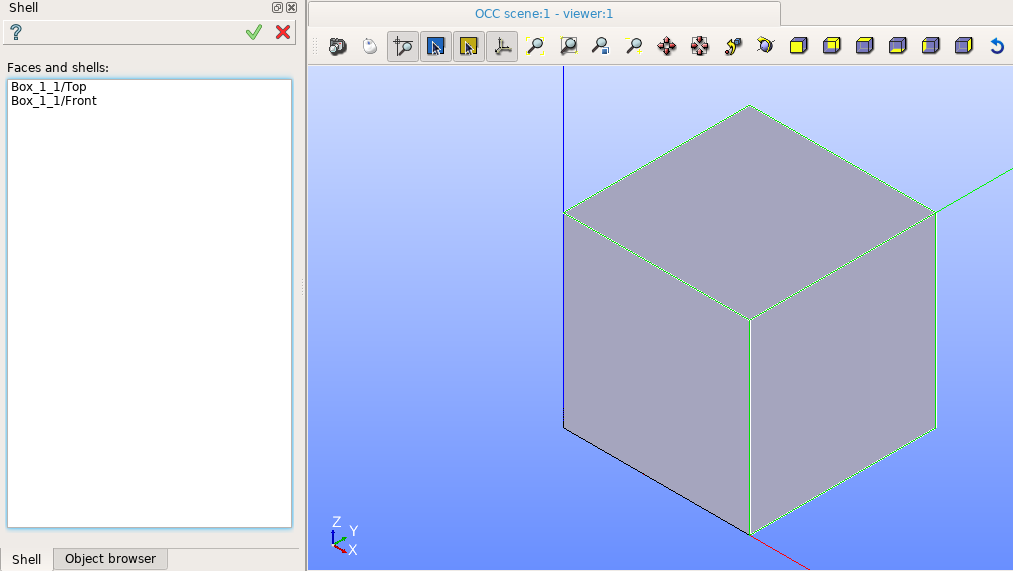 Shell
?
Faces and shells:
Box_1_1/Top
Box_1_1/Front
Shell
Object browser
OCC scene:1 - viewer:1
Z
Y
X